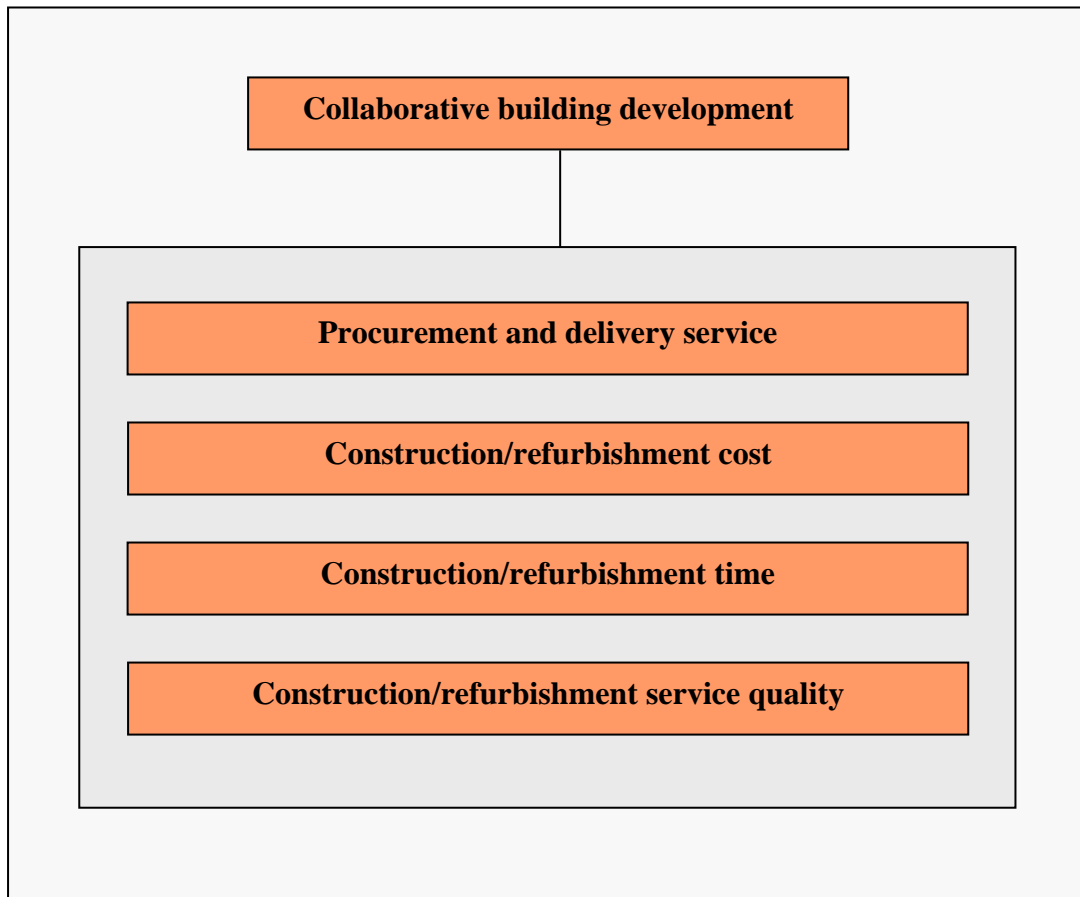 Collaborative building development
Procurement and delivery service
Construction/refurbishment cost
Construction/refurbishment time
Construction/refurbishment service quality